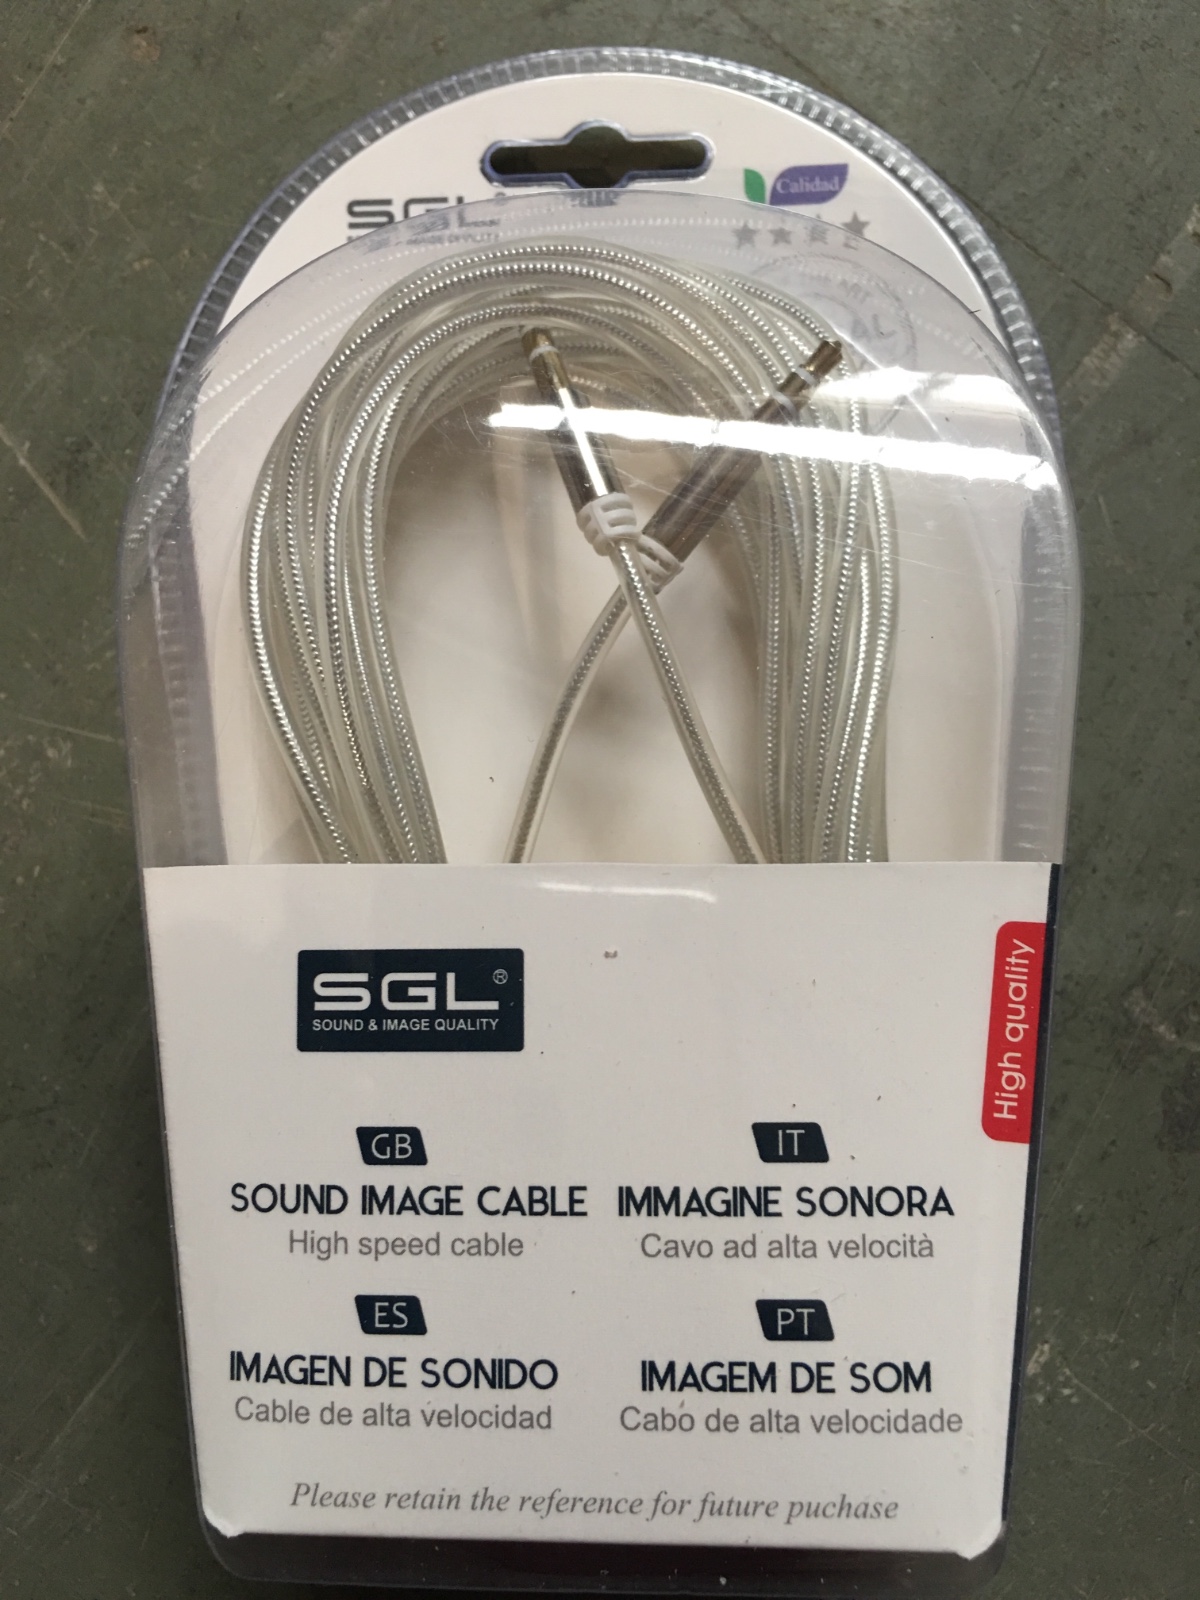 SGL
Calidad
SGL®
SOUND & IMAGE QUALITY
High quality
GB
SOUND IMAGE CABLE
High speed cable
IT
IMMAGINE SONORA
Cavo ad alta velocità
ES
IMAGEN DE SONIDO
Cable de alta velocidad
PT
IMAGEM DE SOM
Cabo de alta velocidade
Please retain the reference for future puchase